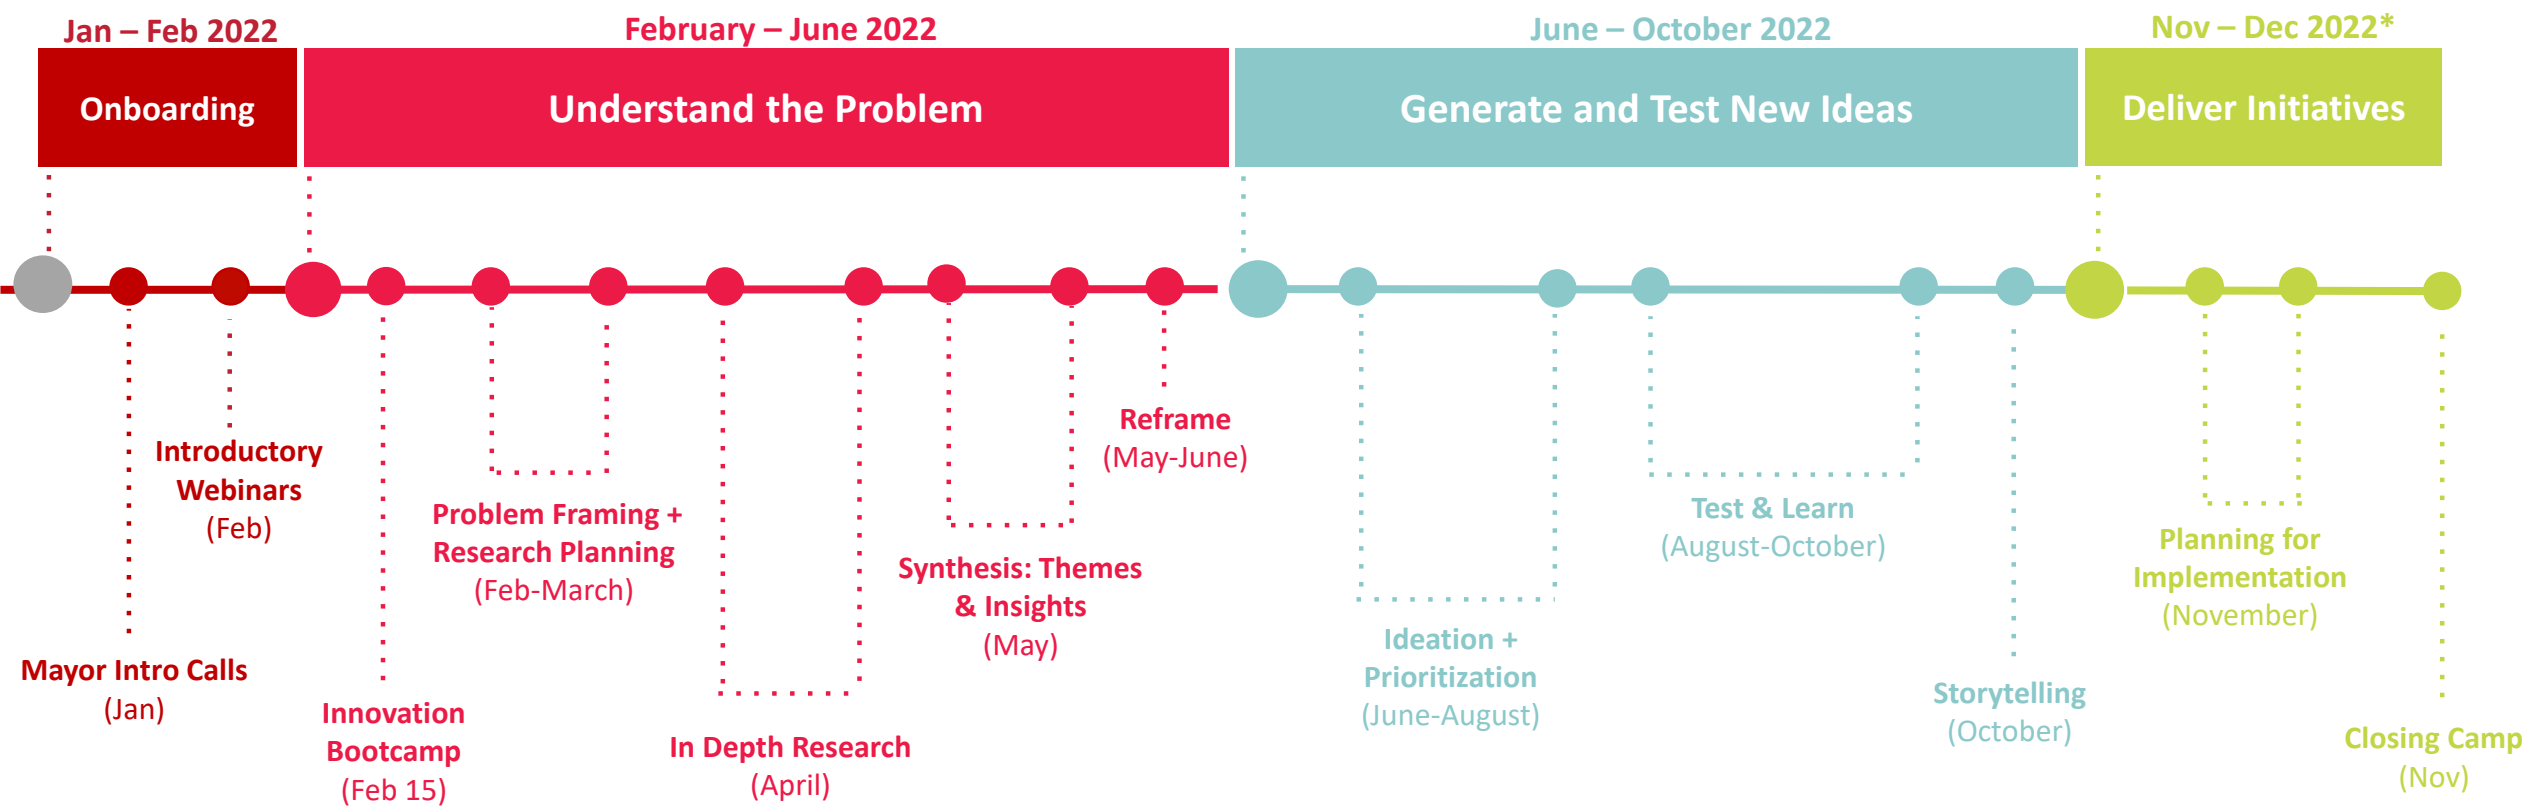 Jan – Feb 2022
February – June 2022
June – October 2022
Nov – Dec 2022*
Onboarding
Understand the Problem
Generate and Test New Ideas
Deliver Initiatives
Mayor Intro Calls
(Jan)
Introductory
Webinars
(Feb)
Innovation
Bootcamp
(Feb 15)
Problem Framing +
Research Planning
(Feb-March)
In Depth Research
(April)
Synthesis: Themes
& Insights
(May)
Reframe
(May-June)
Ideation +
Prioritization
(June-August)
Test & Learn
(August-October)
Storytelling
(October)
Planning for
Implementation
(November)
Closing Camp
(Nov)